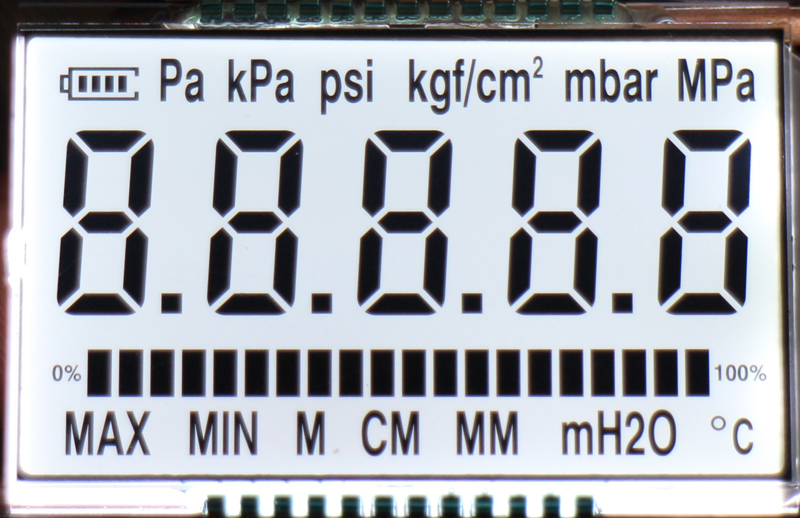 Pa kPa psi kgf/cm² mbar MPa
8.8.8.8.8
0% 100%
MAX MIN M CM MM mH2O °C